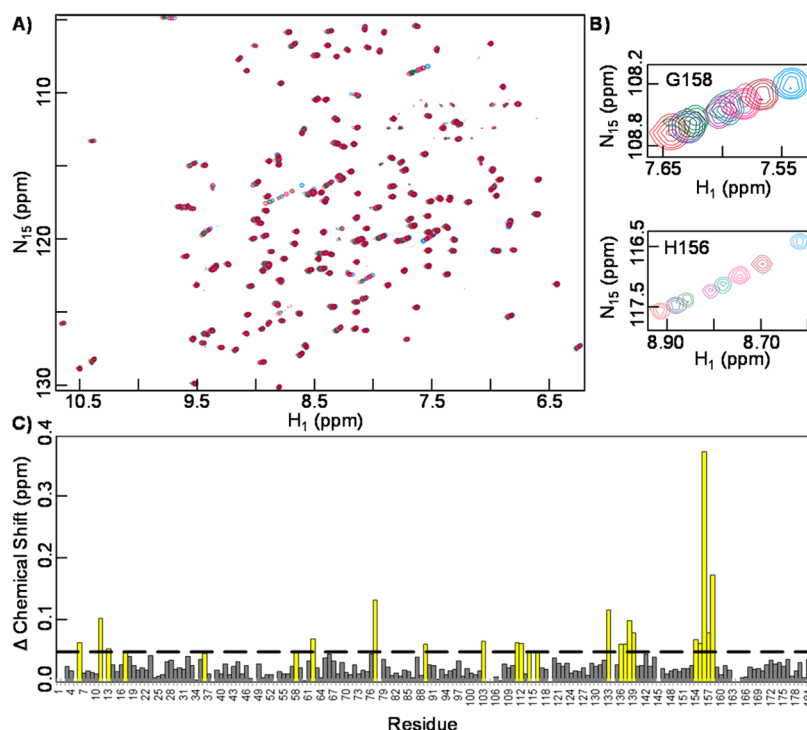 A)
N15 (ppm)
110
120
130
10.5 9.5 8.5 7.5 6.5
H1 (ppm)
B)
G158
N15 (ppm)
108.2
108.8
7.65 7.55
H1 (ppm)
H156
N15 (ppm)
116.5
117.5
8.90 8.70
H1 (ppm)
C)
Δ Chemical Shift (ppm)
0.4
0.3
0.2
0.1
0.0
1 4 7 10 13 16 19 22 25 28 31 34 37 40 43 46 49 52 55 58 61 64 67 70 73 76 79 82 85 88 91 94 97 100 103 106 109 112 115 118 121 124 127 130 133 136 139 142 145 148 151 154 157 160 163 166 169 172 175 178
Residue